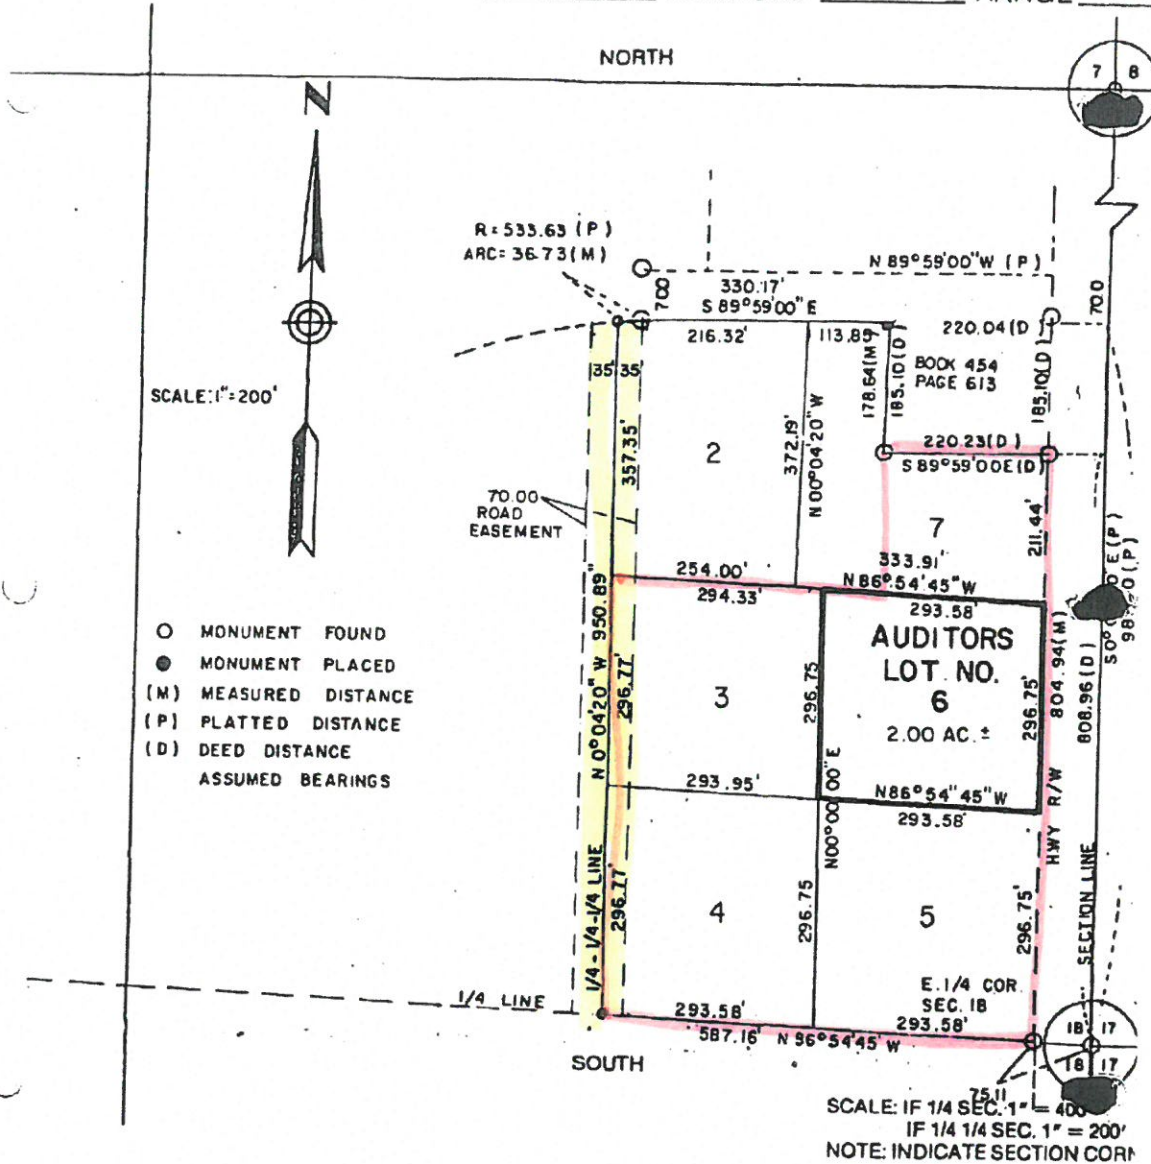 RANGE
NORTH
7 8
N
R=533.63 (P)
ARC=36.73(M)
N 89°59'00"W (P)
330.17'
S 89°59'00"E
216.32'
113.85
220.04(D
70.0
35' 35'
SCALE:1"=200'
BOOK 454
PAGE 613
178.64(M)
185.10(D)
185.10(D)
357.35'
2
372.19'
N00°04'20"W
220.23(D)
S89°59'00E(D)
70.00
ROAD
EASEMENT
7
211.44'
254.00'
333.91'
N86°54'45"W
294.33'
293.58'
N 0°04'20" W 950.89"
296.77'
AUDITORS
LOT NO.
6
2.00 AC.±
3
296.75
296.75'
804.94(M)
808.96(D)
MONUMENT FOUND
MONUMENT PLACED
(M) MEASURED DISTANCE
(P) PLATTED DISTANCE
(D) DEED DISTANCE
ASSUMED BEARINGS
293.95'
N86°54'45"W
293.58'
N00°00'00"E
HWY R/W
SECTION LINE
1/4-1/4-1/4 LINE
296.77'
4
296.75
5
296.75'
1/4 LINE
E.1/4 COR.
SEC. 18
293.58'
293.58'
587.16' N 96°54'45" W
18 17
18 17
SOUTH
75.11
SCALE: IF 1/4 SEC. 1" = 400
IF 1/4 1/4 SEC. 1" = 200'
NOTE: INDICATE SECTION CORN